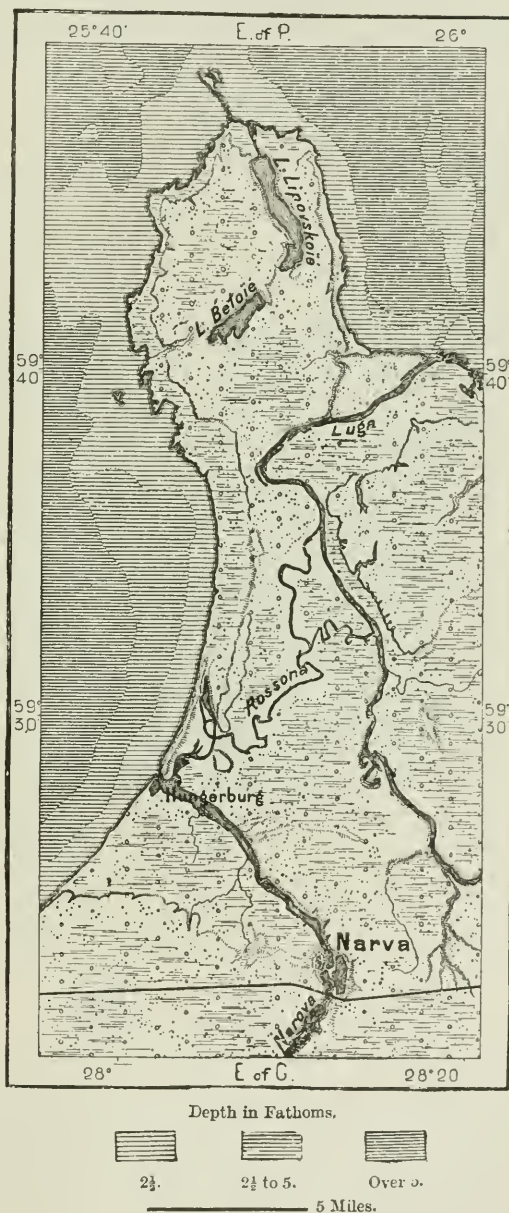 25°40' E. of P. 26°
L. Liporskoie
L. Beloie
59° 40' 59° 40'
Luga
Rossona
59° 30' 59° 30'
Hungerburg
Narva
Narova
28° E. of G. 28°20
Depth in Fathoms.
2½. 2½ to 5. Over 5.
5 Miles.